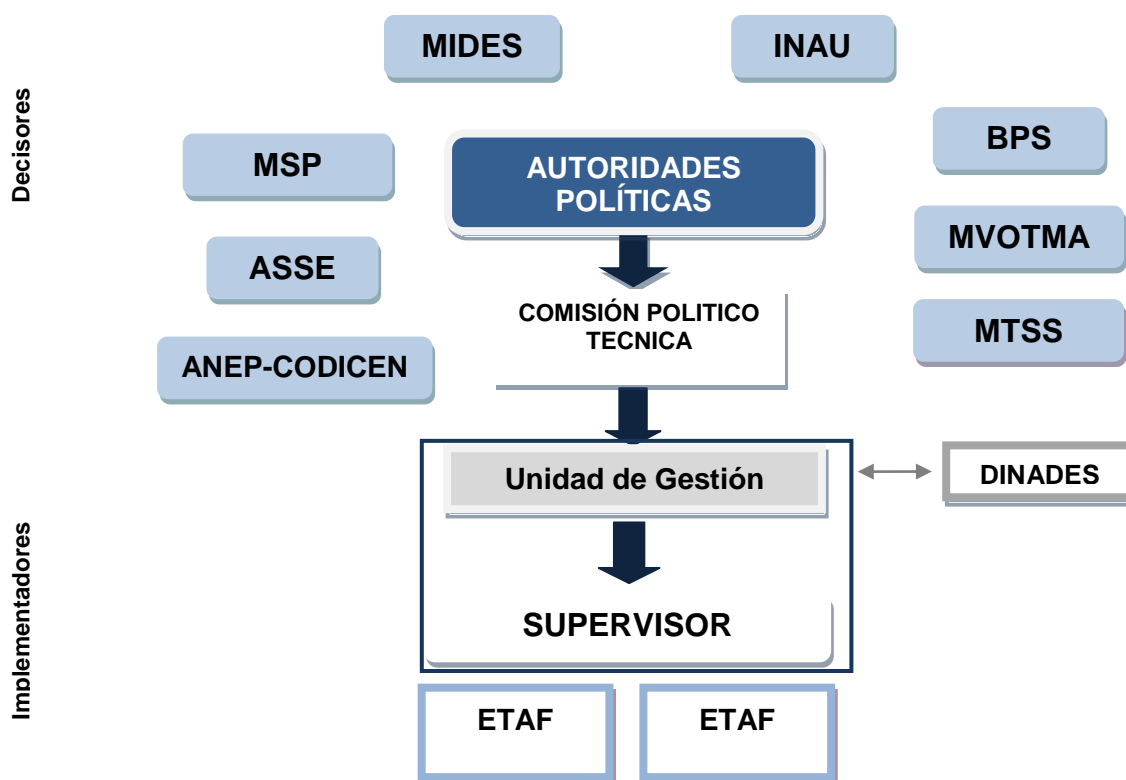 MIDES
INAU
Decisores
MSP
AUTORIDADES
POLÍTICAS
BPS
ASSE
MVOTMA
COMISIÓN POLITICO
TECNICA
MTSS
ANEP-CODICEN
Unidad de Gestión
DINADES
Implementadores
SUPERVISOR
ETAF
ETAF